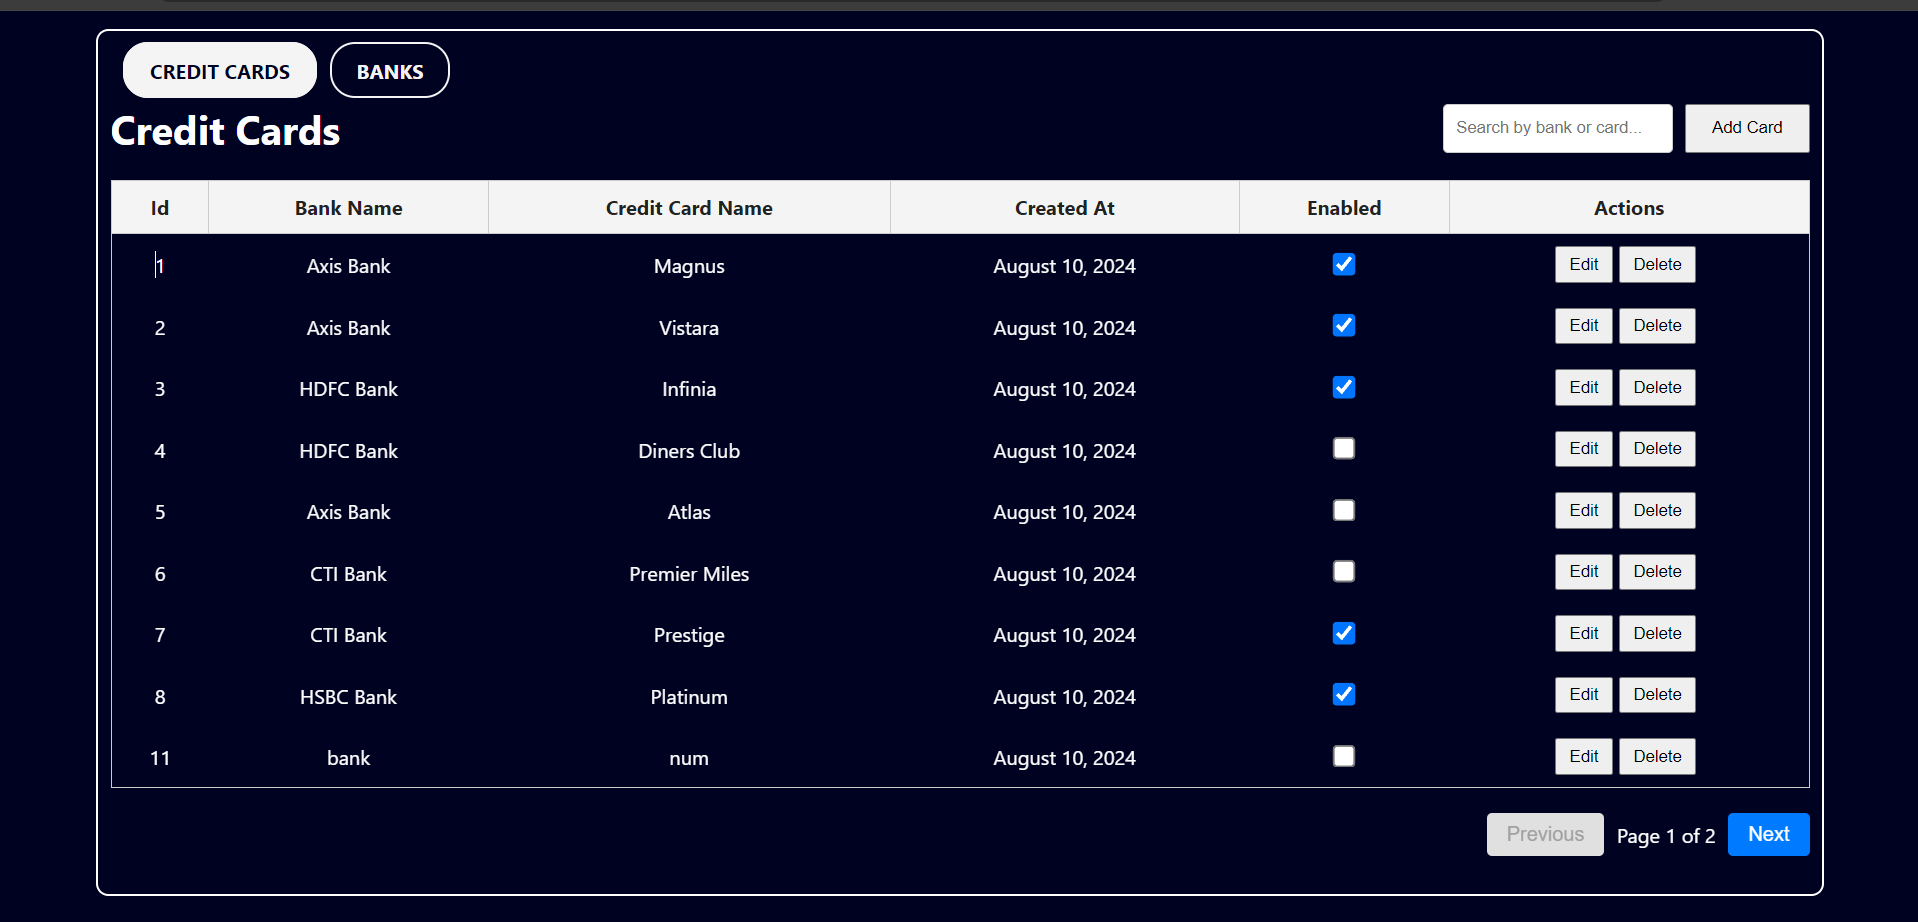 CREDIT CARDS BANKS
Credit Cards
Search by bank or card... Add Card
Id Bank Name Credit Card Name Created At Enabled Actions
1 Axis Bank Magnus August 10, 2024 Edit Delete
2 Axis Bank Vistara August 10, 2024 Edit Delete
3 HDFC Bank Infinia August 10, 2024 Edit Delete
4 HDFC Bank Diners Club August 10, 2024 Edit Delete
5 Axis Bank Atlas August 10, 2024 Edit Delete
6 CTI Bank Premier Miles August 10, 2024 Edit Delete
7 CTI Bank Prestige August 10, 2024 Edit Delete
8 HSBC Bank Platinum August 10, 2024 Edit Delete
11 bank num August 10, 2024 Edit Delete
Previous Page 1 of 2 Next